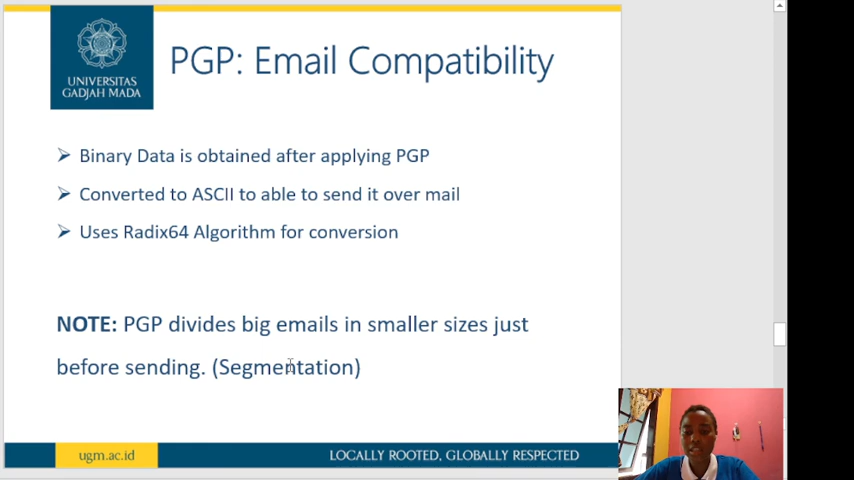 UNIVERSITAS
GADJAH MADA
PGP: Email Compatibility
Binary Data is obtained after applying PGP
Converted to ASCII to able to send it over mail
Uses Radix64 Algorithm for conversion
NOTE: PGP divides big emails in smaller sizes just
before sending. (Segmentation)
ugm.ac.id
LOCALLY ROOTED, GLOBALLY RESPECTED